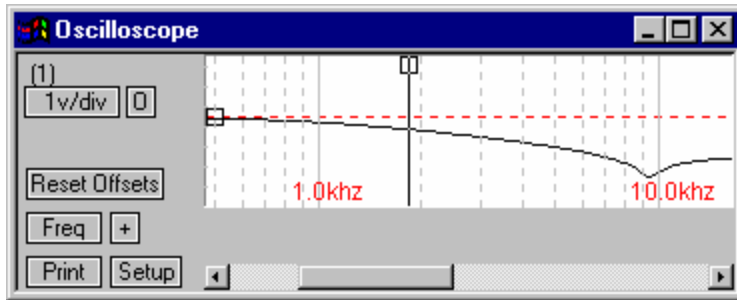 Oscilloscope
(1)
1v/div 0
Reset Offsets
1.0khz 10.0khz
Freq +
Print Setup